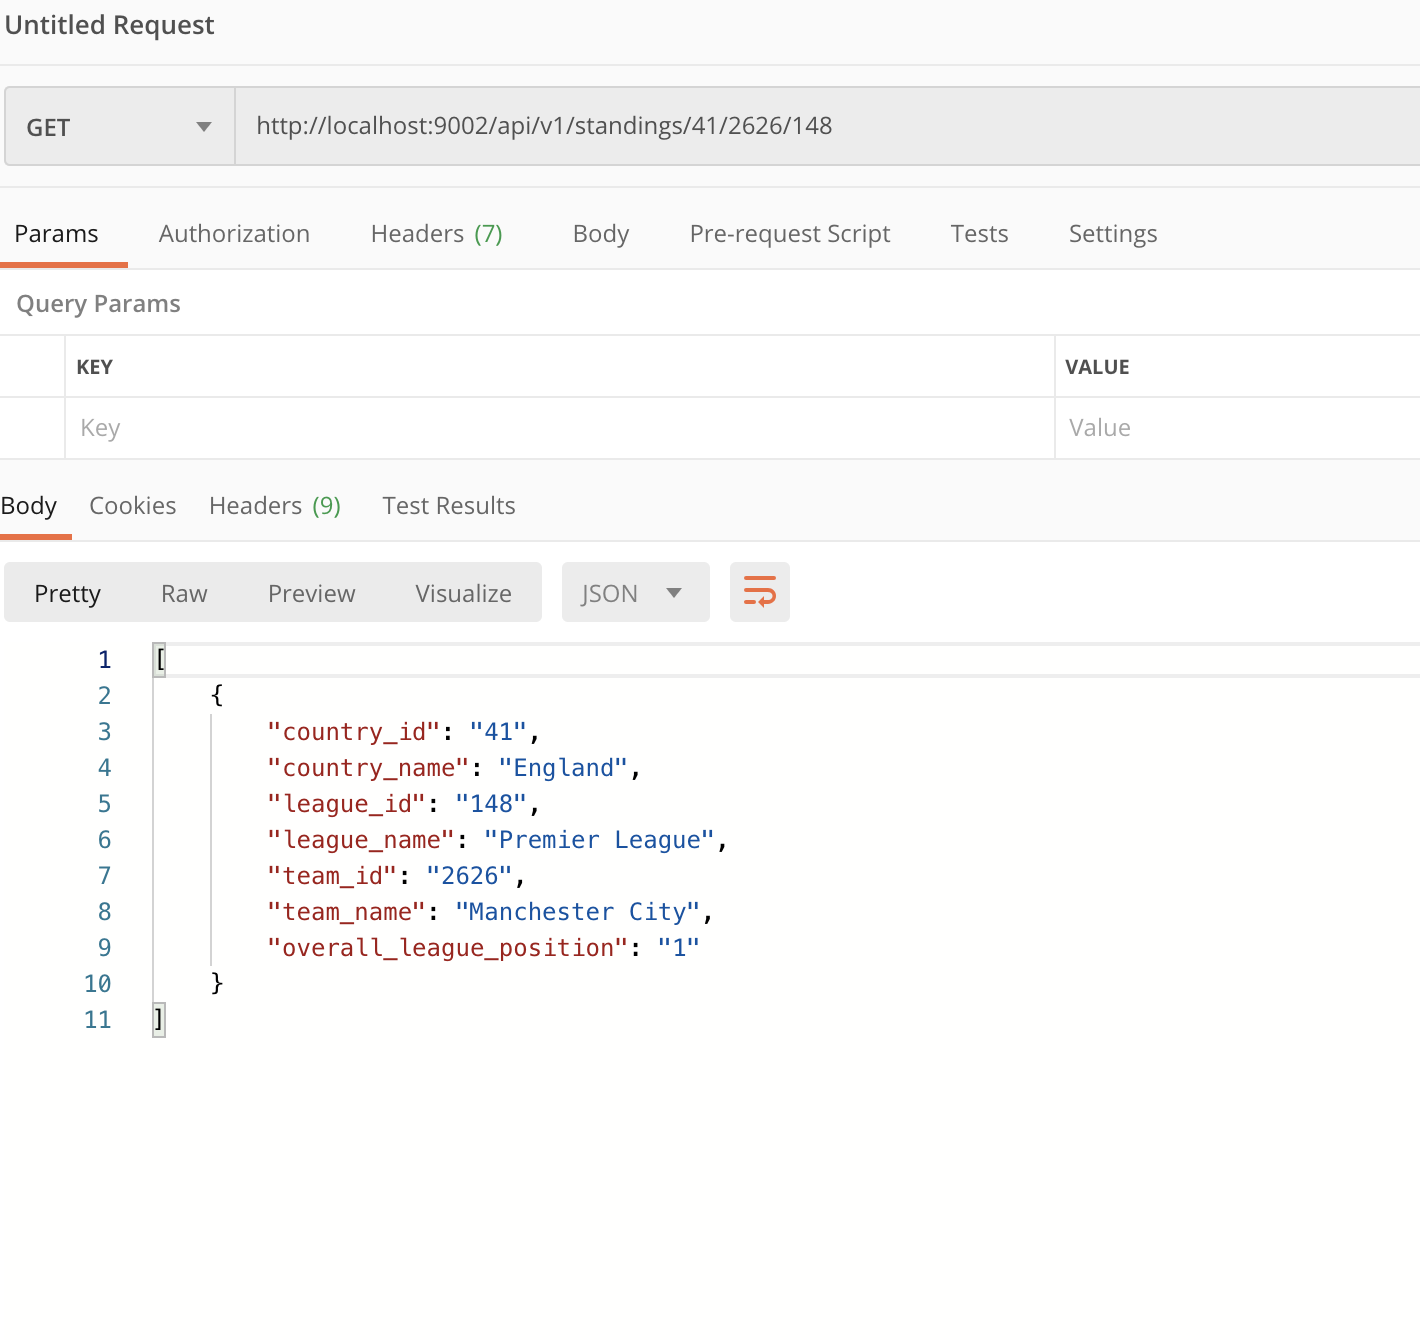 Untitled Request
GET http://localhost:9002/api/v1/standings/41/2626/148
Params Authorization Headers (7) Body Pre-request Script Tests Settings
Query Params
KEY VALUE
Key Value
Body Cookies Headers (9) Test Results
Pretty Raw Preview Visualize JSON
1 [
2 {
3 "country_id": "41",
4 "country_name": "England",
5 "league_id": "148",
6 "league_name": "Premier League",
7 "team_id": "2626",
8 "team_name": "Manchester City",
9 "overall_league_position": "1"
10 }
11 ]